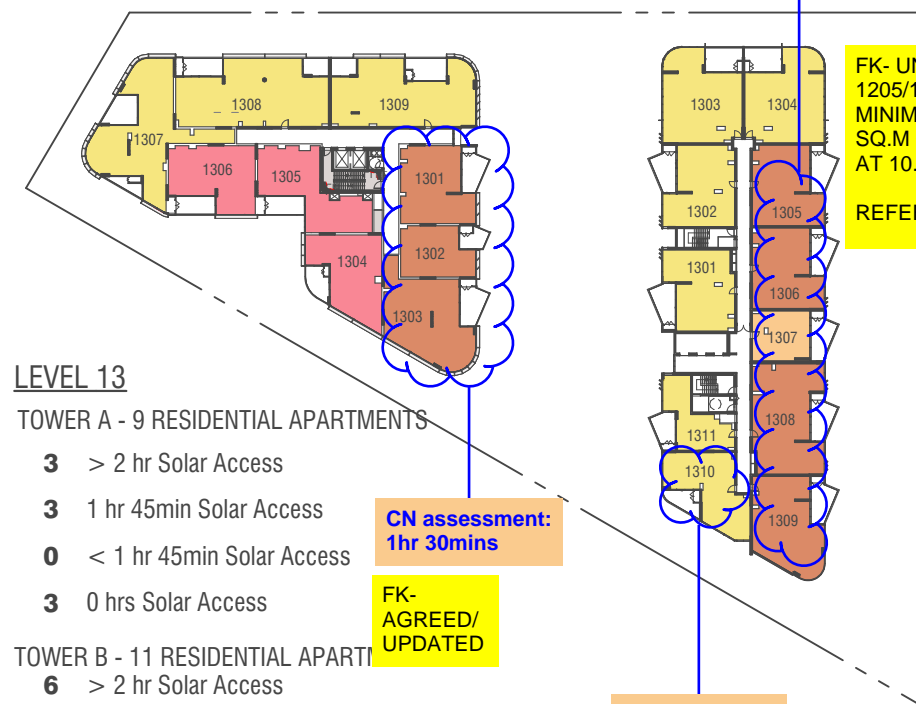 1308
1309
1307
1306
1305
1301
1302
1304
1303
1303
1304
1302
1305
1301
1306
1307
1308
1311
1310
1309
FK- UN
1205/1
MINIM
SQ.M
AT 10.
REFE
LEVEL 13
TOWER A - 9 RESIDENTIAL APARTMENTS
3 > 2 hr Solar Access
3 1 hr 45min Solar Access
0 < 1 hr 45min Solar Access
3 0 hrs Solar Access
CN assessment:
1hr 30mins
FK-
AGREED/
UPDATED
TOWER B - 11 RESIDENTIAL APARTM
6 > 2 hr Solar Access